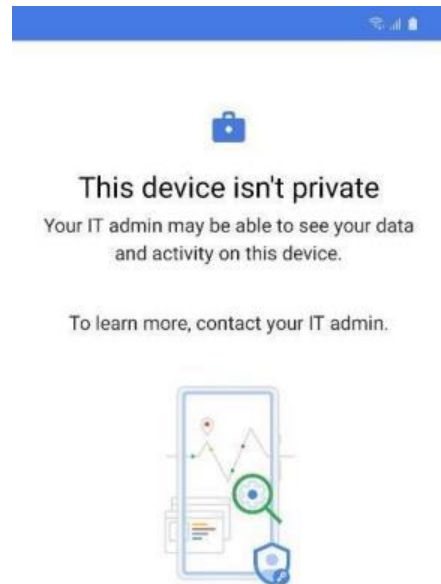 This device isn't private
Your IT admin may be able to see your data
and activity on this device.
To learn more, contact your IT admin.